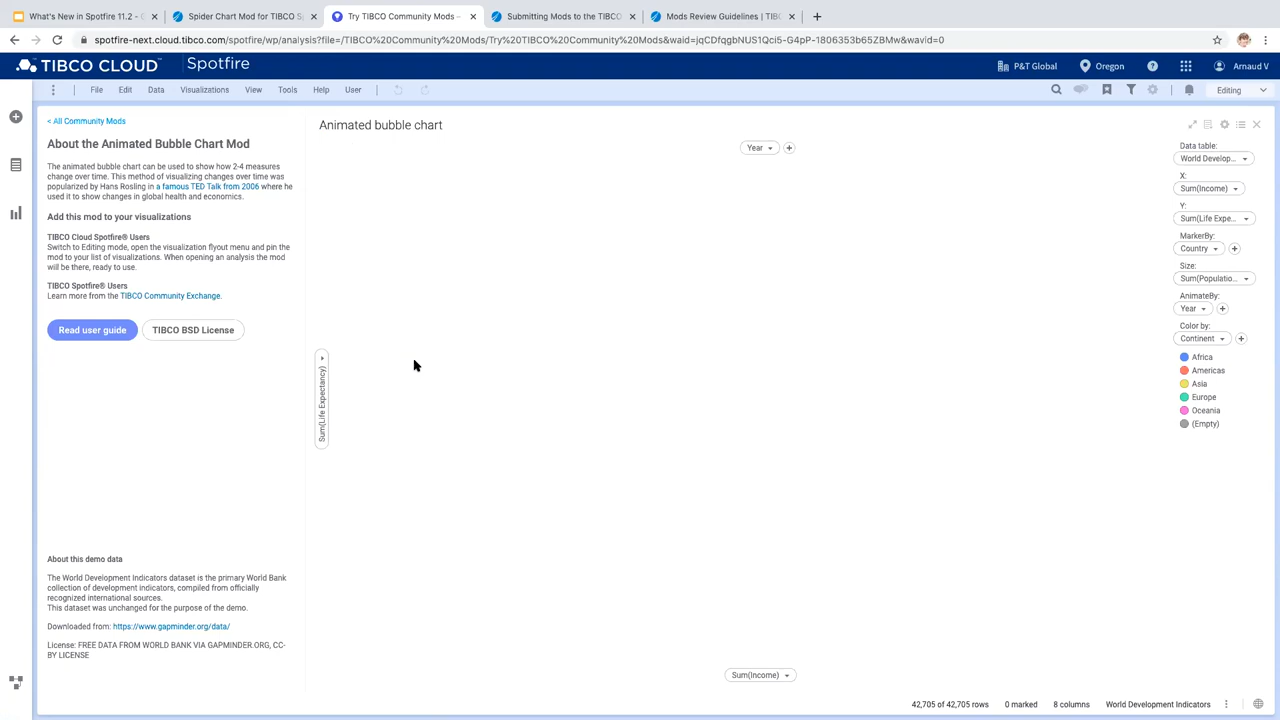 What's New in Spotfire 11.2 - G
Spider Chart Mod for TIBCO S
Try TIBCO Community Mods –
Submitting Mods to the TIBCO
Mods Review Guidelines | TIBC
spotfire-next.cloud.tibco.com/spotfire/wp/analysis?file=/TIBCO%20Community%20Mods/Try%20TIBCO%20Community%20Mods&waid=jqCDfqgbNUS1Qci5-G4pP-1806353b65ZBMw&wavid=0
TIBCO CLOUD™ Spotfire
P&T Global
Oregon
Arnaud V
File Edit Data Visualizations View Tools Help User
Editing
< All Community Mods
About the Animated Bubble Chart Mod
The animated bubble chart can be used to show how 2-4 measures
change over time. This method of visualizing changes over time was
popularized by Hans Rosling in a famous TED Talk from 2006 where he
used it to show changes in global health and economics.
Add this mod to your visualizations
TIBCO Cloud Spotfire® Users
Switch to Editing mode, open the visualization flyout menu and pin the
mod to your list of visualizations. When opening an analysis the mod
will be there, ready to use.
TIBCO Spotfire® Users
Learn more from the TIBCO Community Exchange.
Read user guide
TIBCO BSD License
About this demo data
The World Development Indicators dataset is the primary World Bank
collection of development indicators, compiled from officially
recognized international sources.
This dataset was unchanged for the purpose of the demo.
Downloaded from: https://www.gapminder.org/data/
License: FREE DATA FROM WORLD BANK VIA GAPMINDER.ORG, CC-
BY LICENSE
Animated bubble chart
Year
Sum(Life Expectancy)
Sum(Income)
Data table:
World Develop...
X:
Sum(Income)
Y:
Sum(Life Expe...
MarkerBy:
Country
Size:
Sum(Populatio...
AnimateBy:
Year
Color by:
Continent
Africa
Americas
Asia
Europe
Oceania
(Empty)
42,705 of 42,705 rows
0 marked
8 columns
World Development Indicators